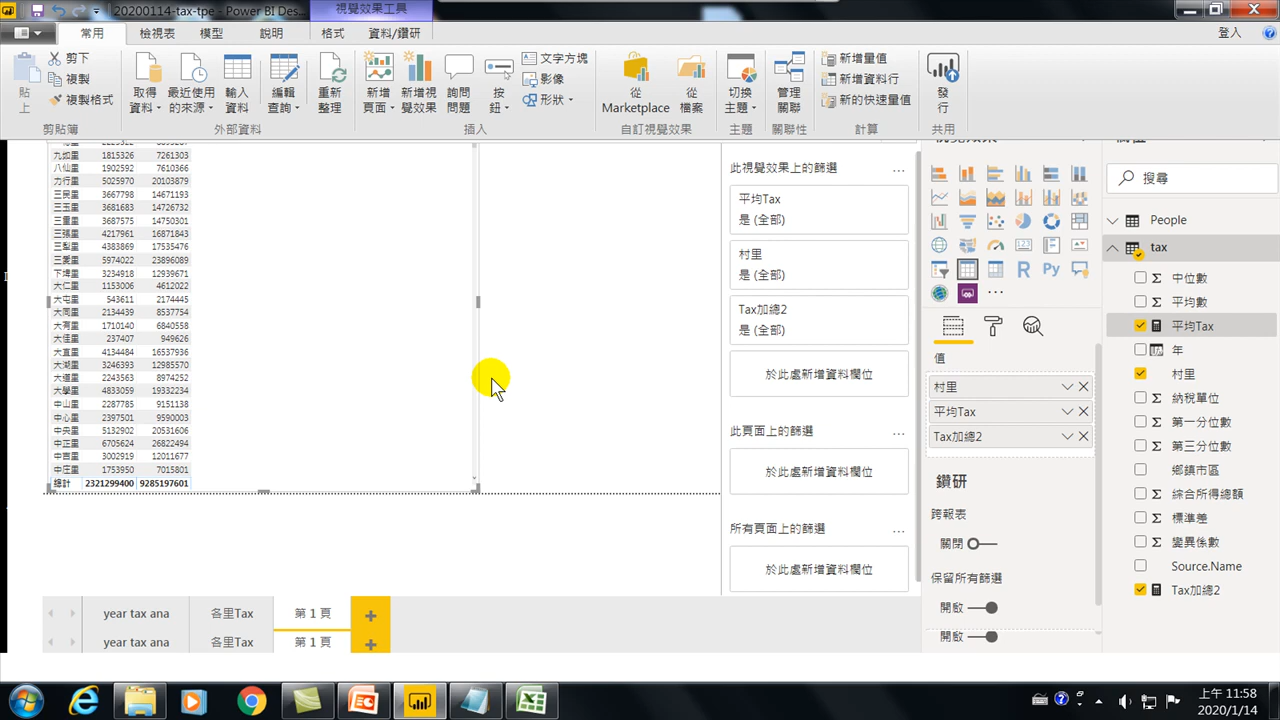 20200114-tax-tpe - Power BI Des...
視覺效果工具
常用 檢視表 模型 說明 格式 資料/鑽研 登入
貼上
剪下
複製
複製格式
剪貼簿
取得資料
最近使用的來源
輸入資料
編輯查詢
重新整理
外部資料
新增頁面
新增視覺效果
詢問問題
按鈕
文字方塊
影像
形狀
插入
從 Marketplace
從檔案
自訂視覺效果
切換主題
主題
管理關聯
關聯性
新增量值
新增資料行
新的快速量值
計算
發行
共用
九如里 1815326 7261303
八仙里 1902592 7610366
力行里 5025970 20103879
三民里 3667798 14671193
三玉里 3681683 14726732
三重里 3687575 14750301
三張里 4217961 16871843
三犁里 4383869 17535476
三愛里 5974022 23896089
下埤里 3234918 12939671
大仁里 1153006 4612022
大屯里 543611 2174445
大同里 2134439 8537754
大有里 1710140 6840558
大佳里 237407 949626
大直里 4134484 16537936
大湖里 3246393 12985570
大道里 2243563 8974252
大學里 4833059 19332234
中山里 2287785 9151138
中心里 2397501 9590003
中央里 5132902 20531606
中正里 6705624 26822494
中吉里 3002919 12011677
中庄里 1753950 7015801
總計 2321299400 9285197601
此視覺效果上的篩選 ...
平均Tax
是 (全部)
村里
是 (全部)
Tax加總2
是 (全部)
於此處新增資料欄位
此頁面上的篩選 ...
於此處新增資料欄位
所有頁面上的篩選 ...
於此處新增資料欄位
R Py
值
村里
平均Tax
Tax加總2
鑽研
跨報表
關閉
保留所有篩選
開啟
開啟
搜尋
People
tax
中位數
平均數
平均Tax
年
村里
納稅單位
第一分位數
第三分位數
鄉鎮市區
綜合所得總額
標準差
變異係數
Source.Name
Tax加總2
year tax ana 各里Tax 第 1 頁
year tax ana 各里Tax 第 1 頁
上午 11:58
2020/1/14